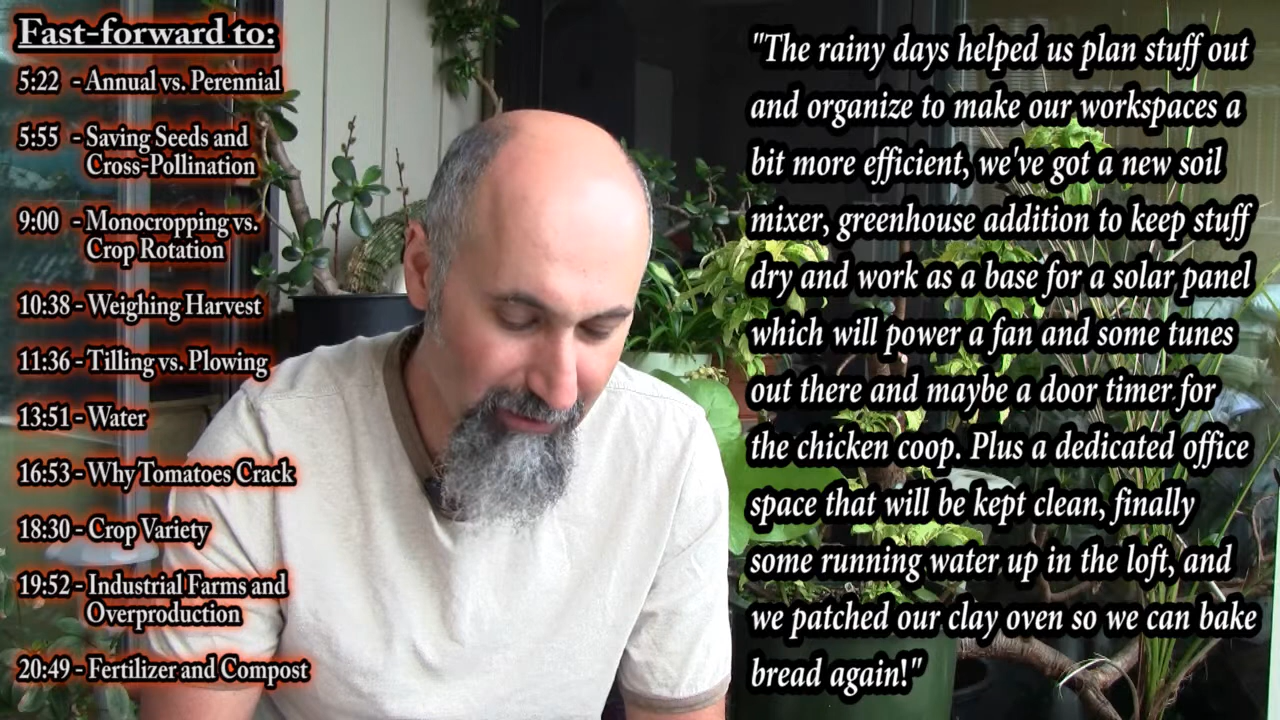 Fast-forward to:
5:22 - Annual vs. Perennial
5:55 - Saving Seeds and
Cross-Pollination
9:00 - Monocropping vs.
Crop Rotation
10:38 - Weighing Harvest
11:36 - Tilling vs. Plowing
13:51 - Water
16:53 - Why Tomatoes Crack
18:30 - Crop Variety
19:52 - Industrial Farms and
Overproduction
20:49 - Fertilizer and Compost
"The rainy days helped us plan stuff out
and organize to make our workspaces a
bit more efficient, we've got a new soil
mixer, greenhouse addition to keep stuff
dry and work as a base for a solar panel
which will power a fan and some tunes
out there and maybe a door timer for
the chicken coop. Plus a dedicated office
space that will be kept clean, finally
some running water up in the loft, and
we patched our clay oven so we can bake
bread again!"